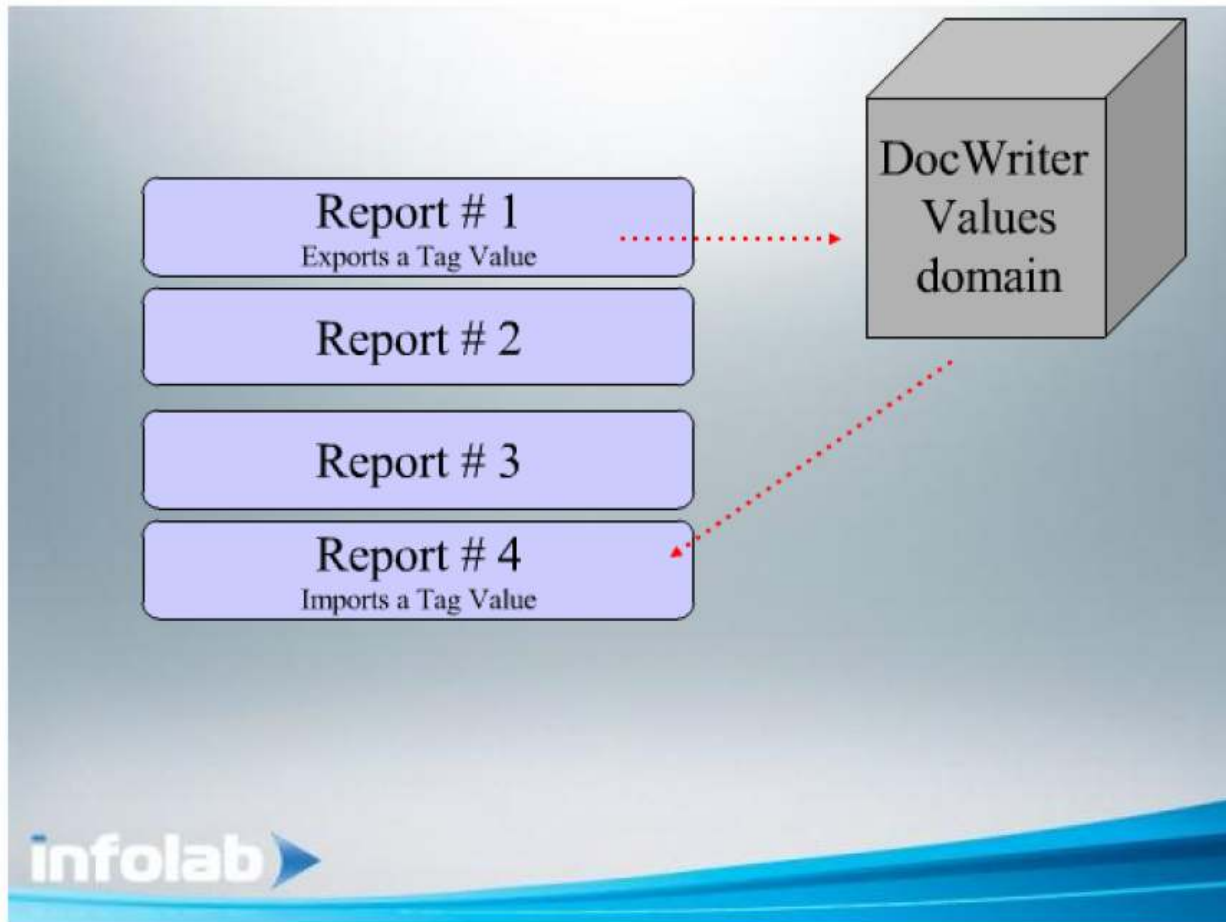 Report # 1
Exports a Tag Value
Report # 2
Report # 3
Report # 4
Imports a Tag Value
DocWriter
Values
domain
infolab